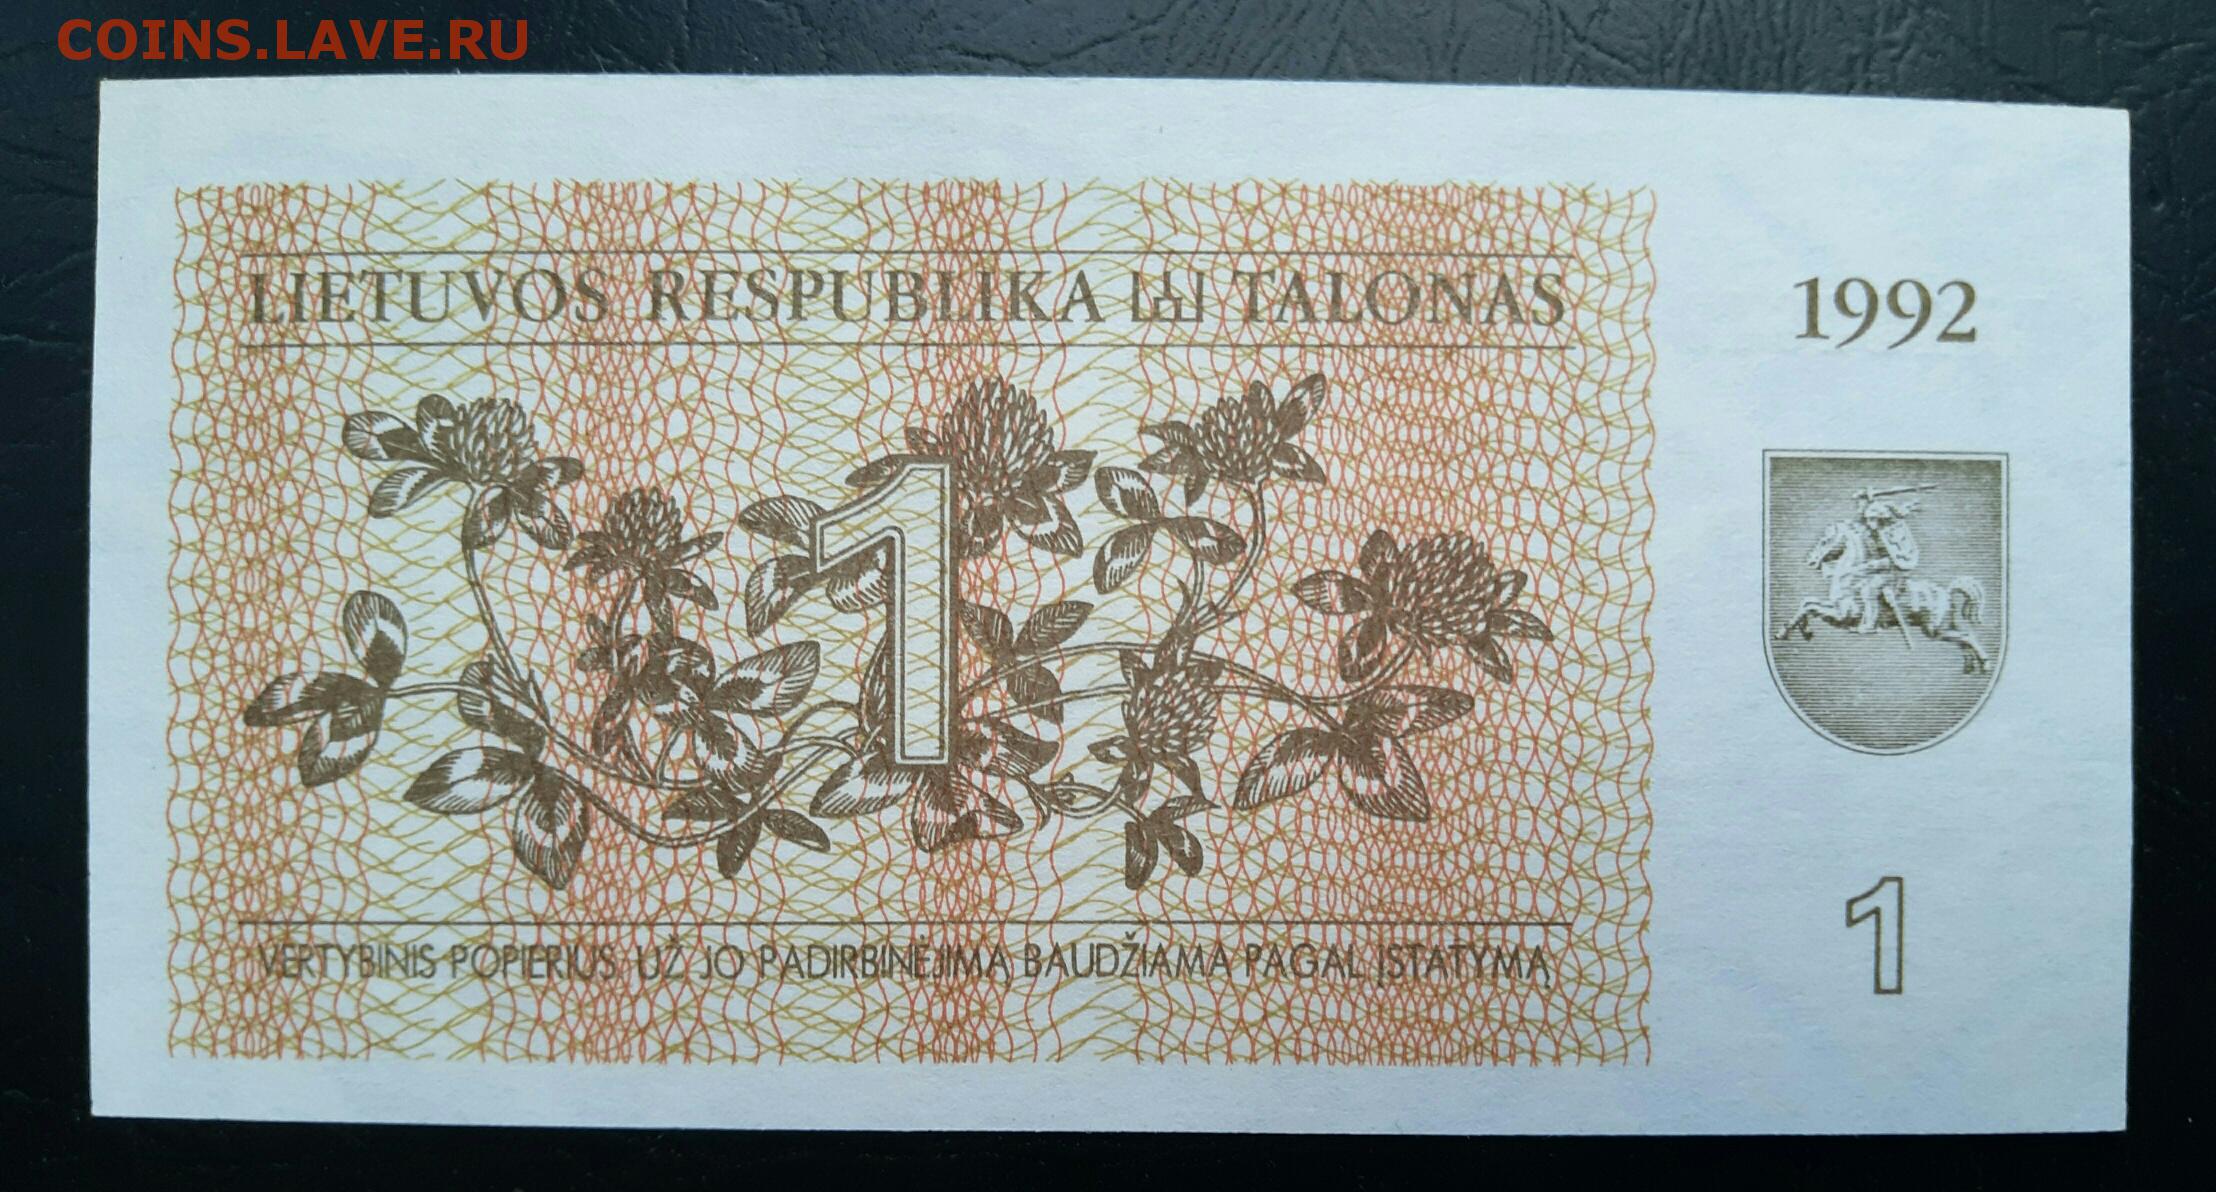 COINS.LAVE.RU
LIETUVOS RESPUBLIKA TALONAS
1992
1
VERTYBINIS POPIERIUS, UŽ JO PADIRBINĖJIMĄ BAUDŽIAMA PAGAL ĮSTATYMĄ
1